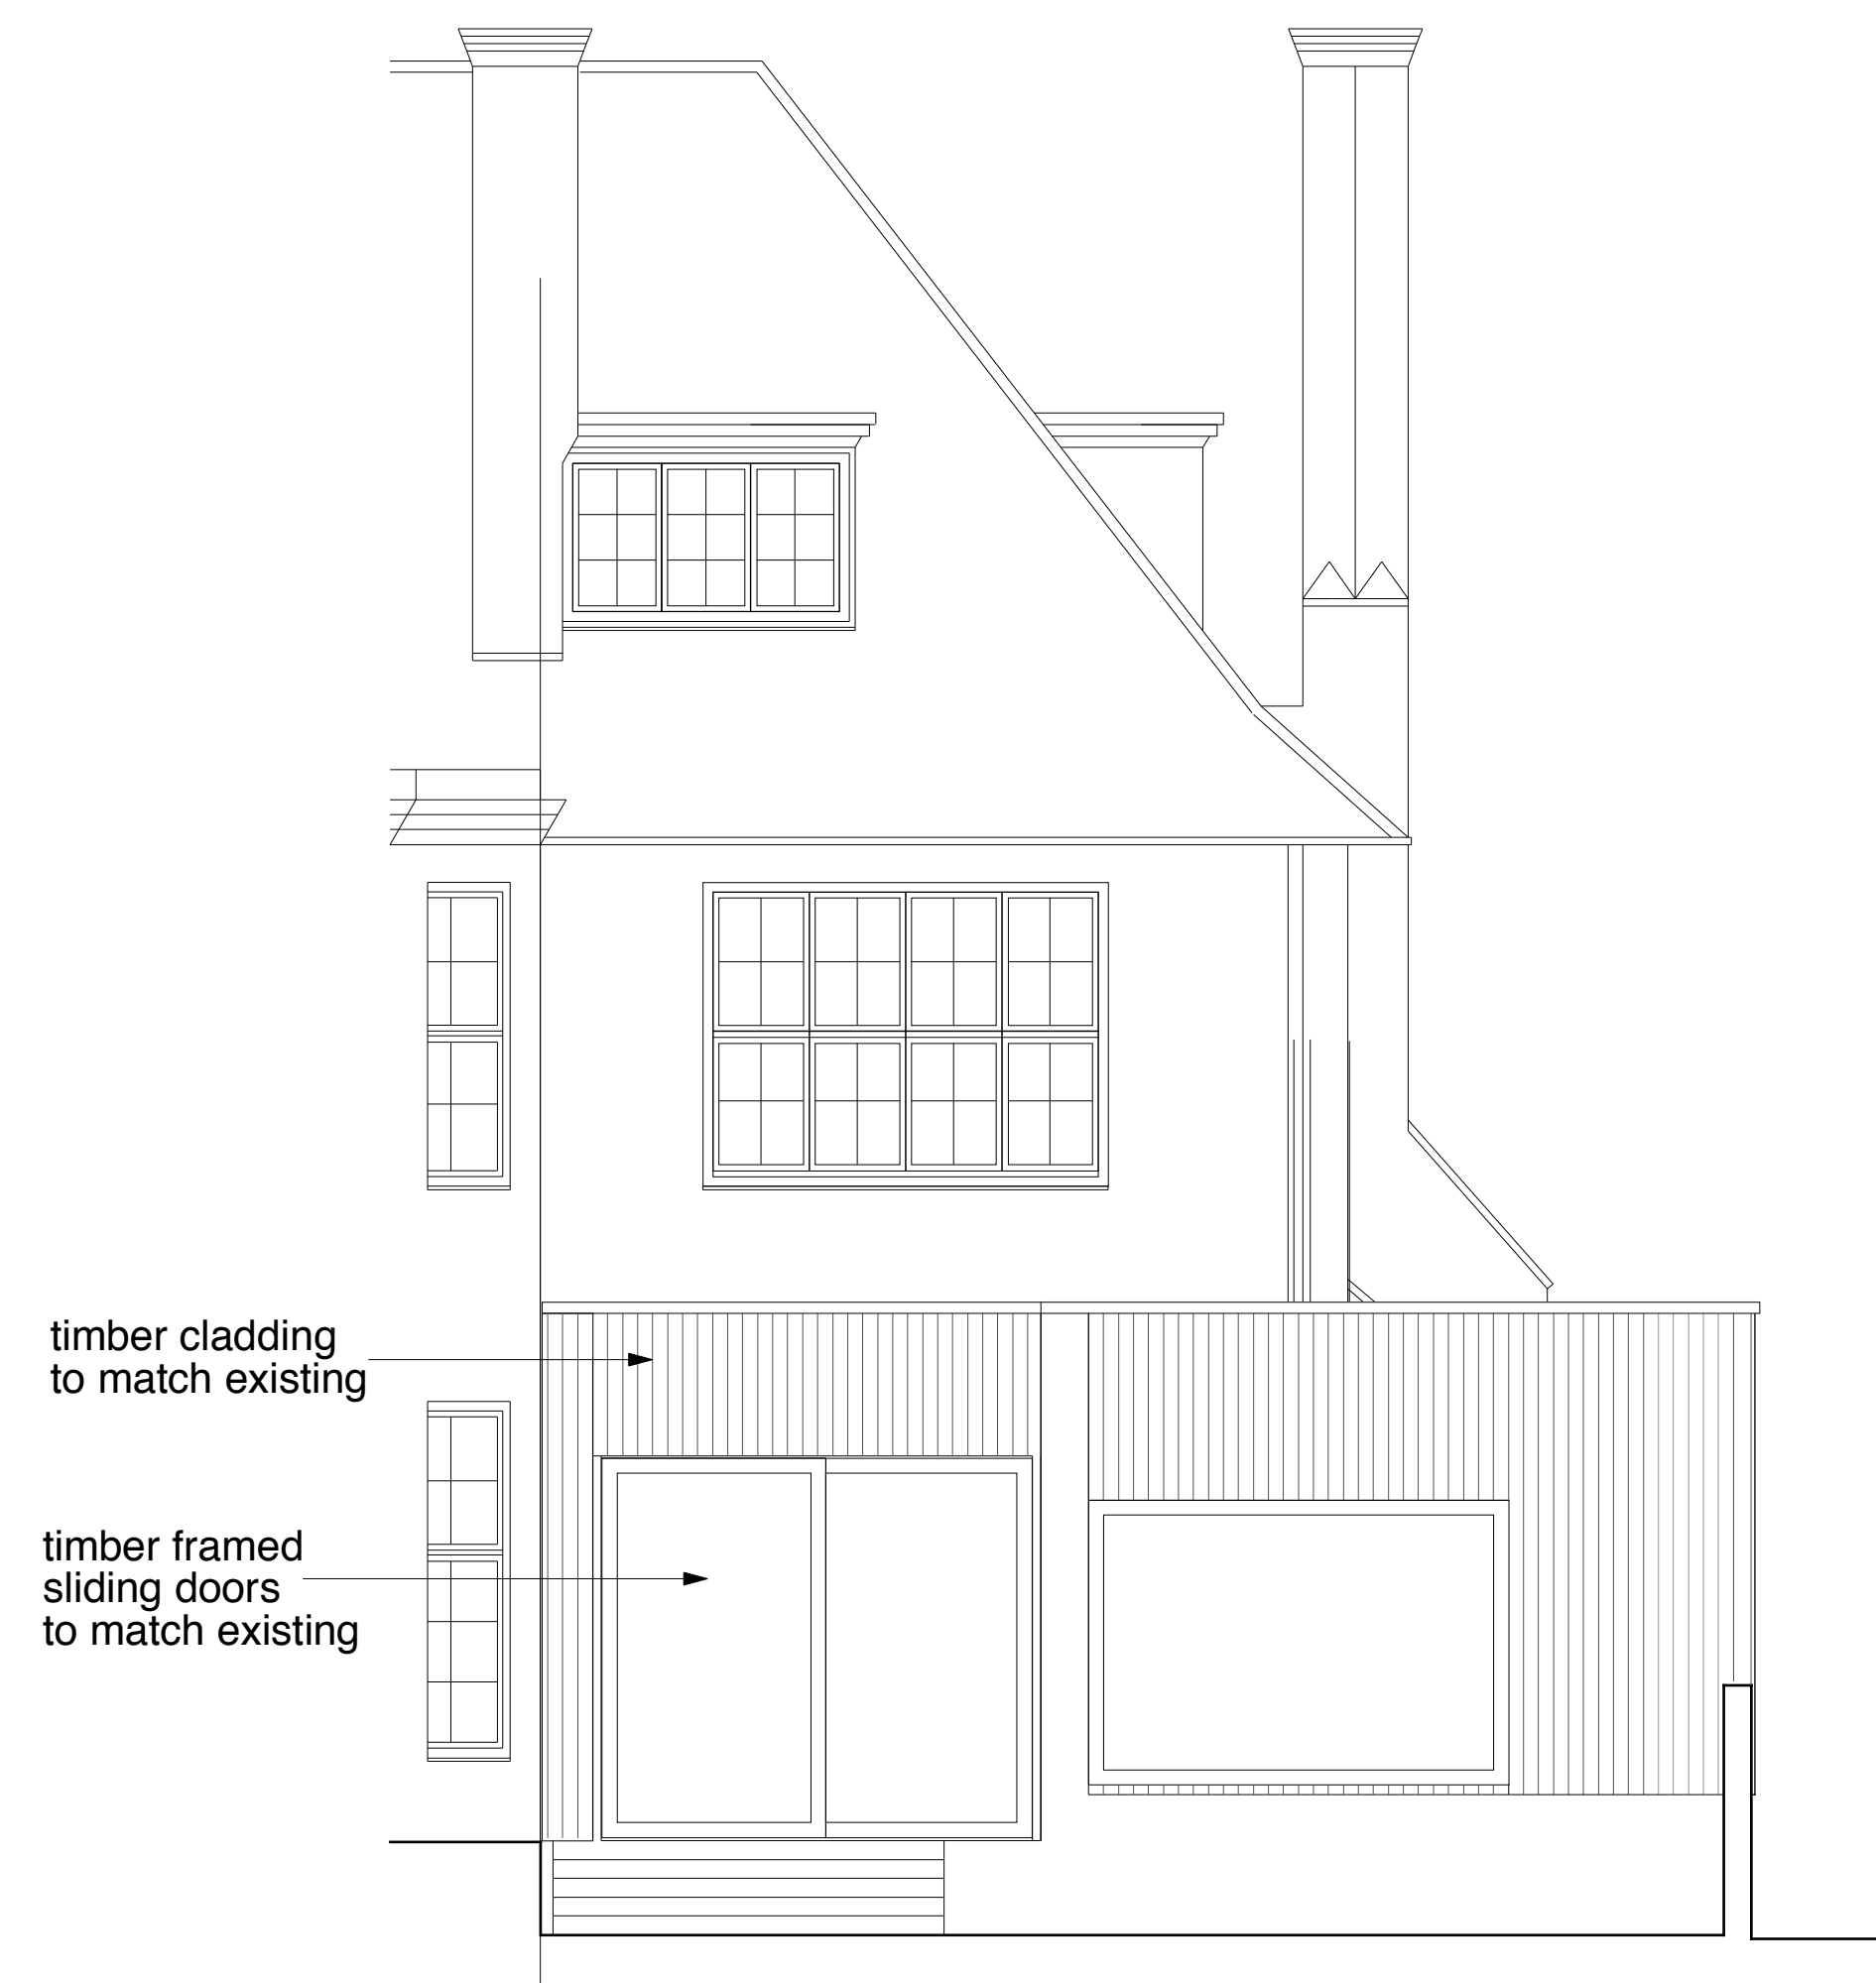 timber cladding
to match existing
timber framed
sliding doors
to match existing